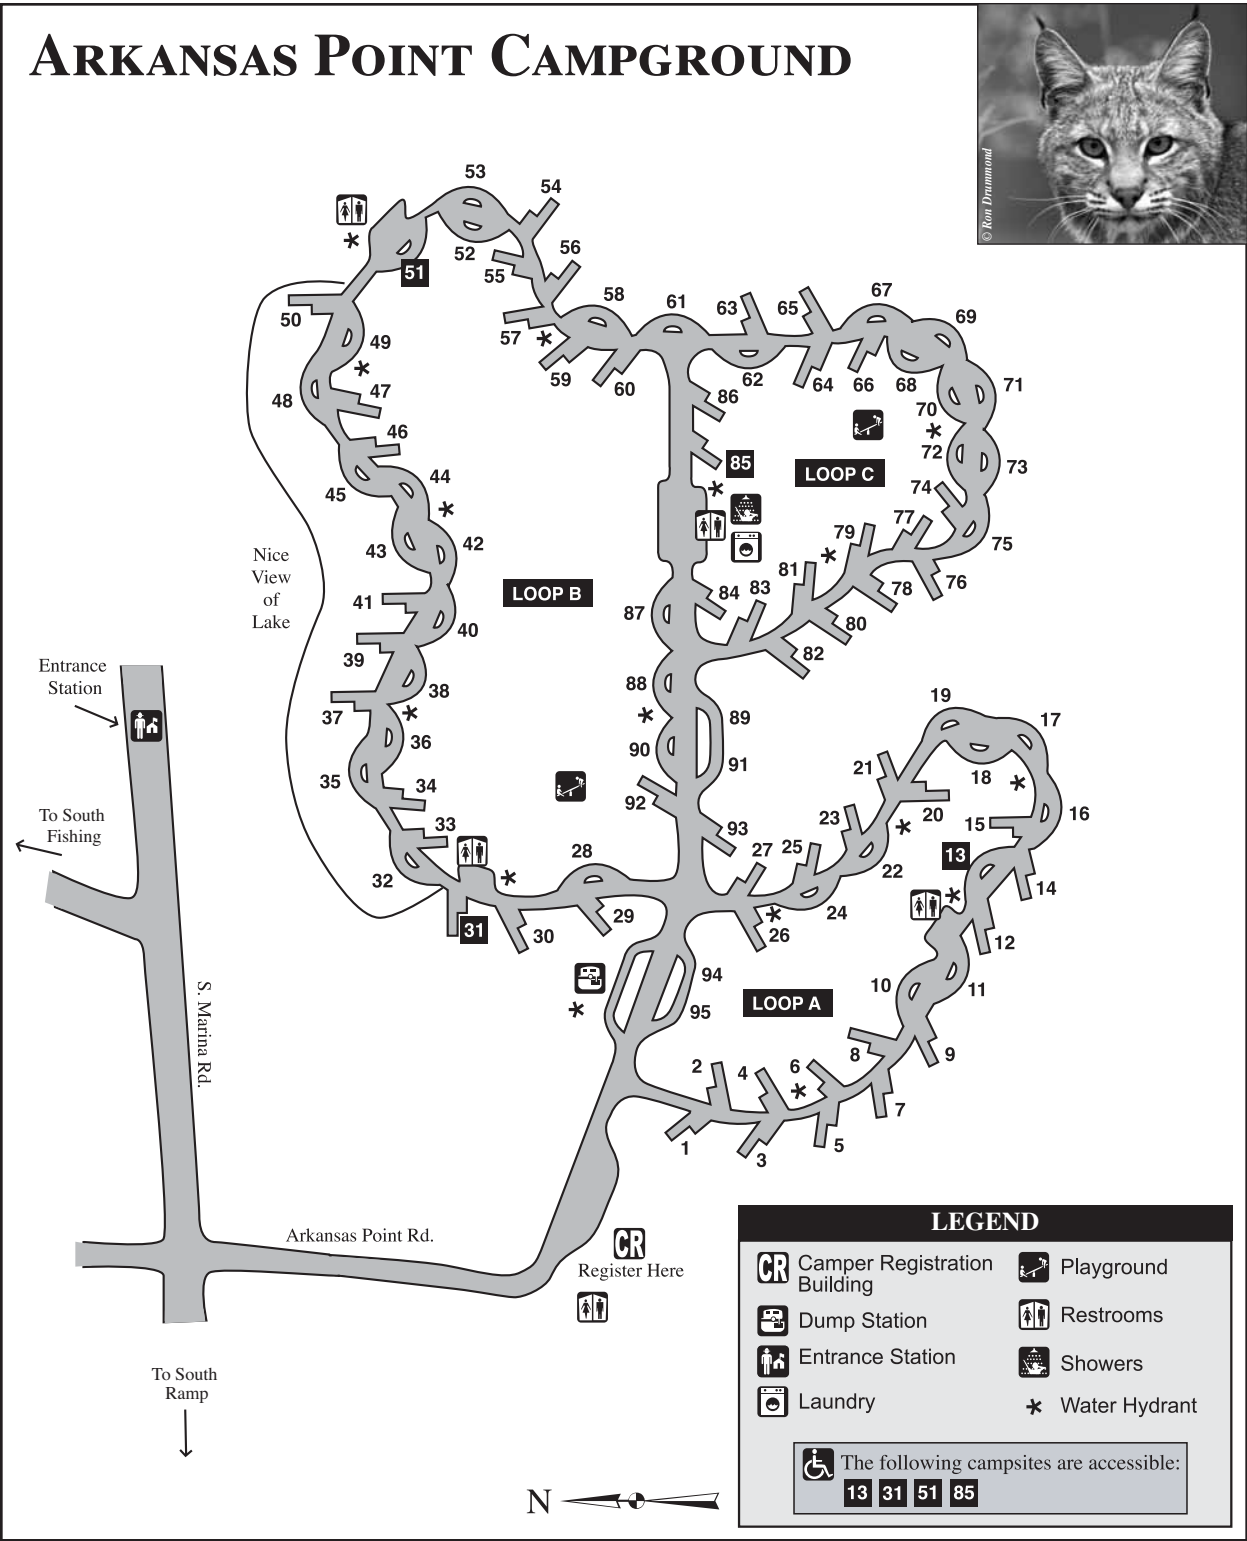 ARKANSAS POINT CAMPGROUND
© Ron Drummond
53
54
52
56
55
51
50
58
61
63
65
67
69
57
49
59
60
62
64
66
68
71
48
47
86
70
46
72
73
45
44
85
LOOP C
74
43
42
79
77
75
Nice
View
of
Lake
LOOP B
81
41
84
83
78
76
87
40
80
39
82
Entrance
Station
38
88
37
89
19
17
36
90
18
35
91
21
34
92
20
16
To South
Fishing
33
93
23
15
32
28
27
25
22
13
14
31
30
29
26
24
12
S. Marina Rd.
94
10
11
95
LOOP A
8
9
2
4
6
7
1
3
5
Arkansas Point Rd.
CR
Register Here
To South
Ramp
N
LEGEND
CR Camper Registration
Building
Dump Station
Entrance Station
Laundry
Playground
Restrooms
Showers
Water Hydrant
The following campsites are accessible:
13 31 51 85